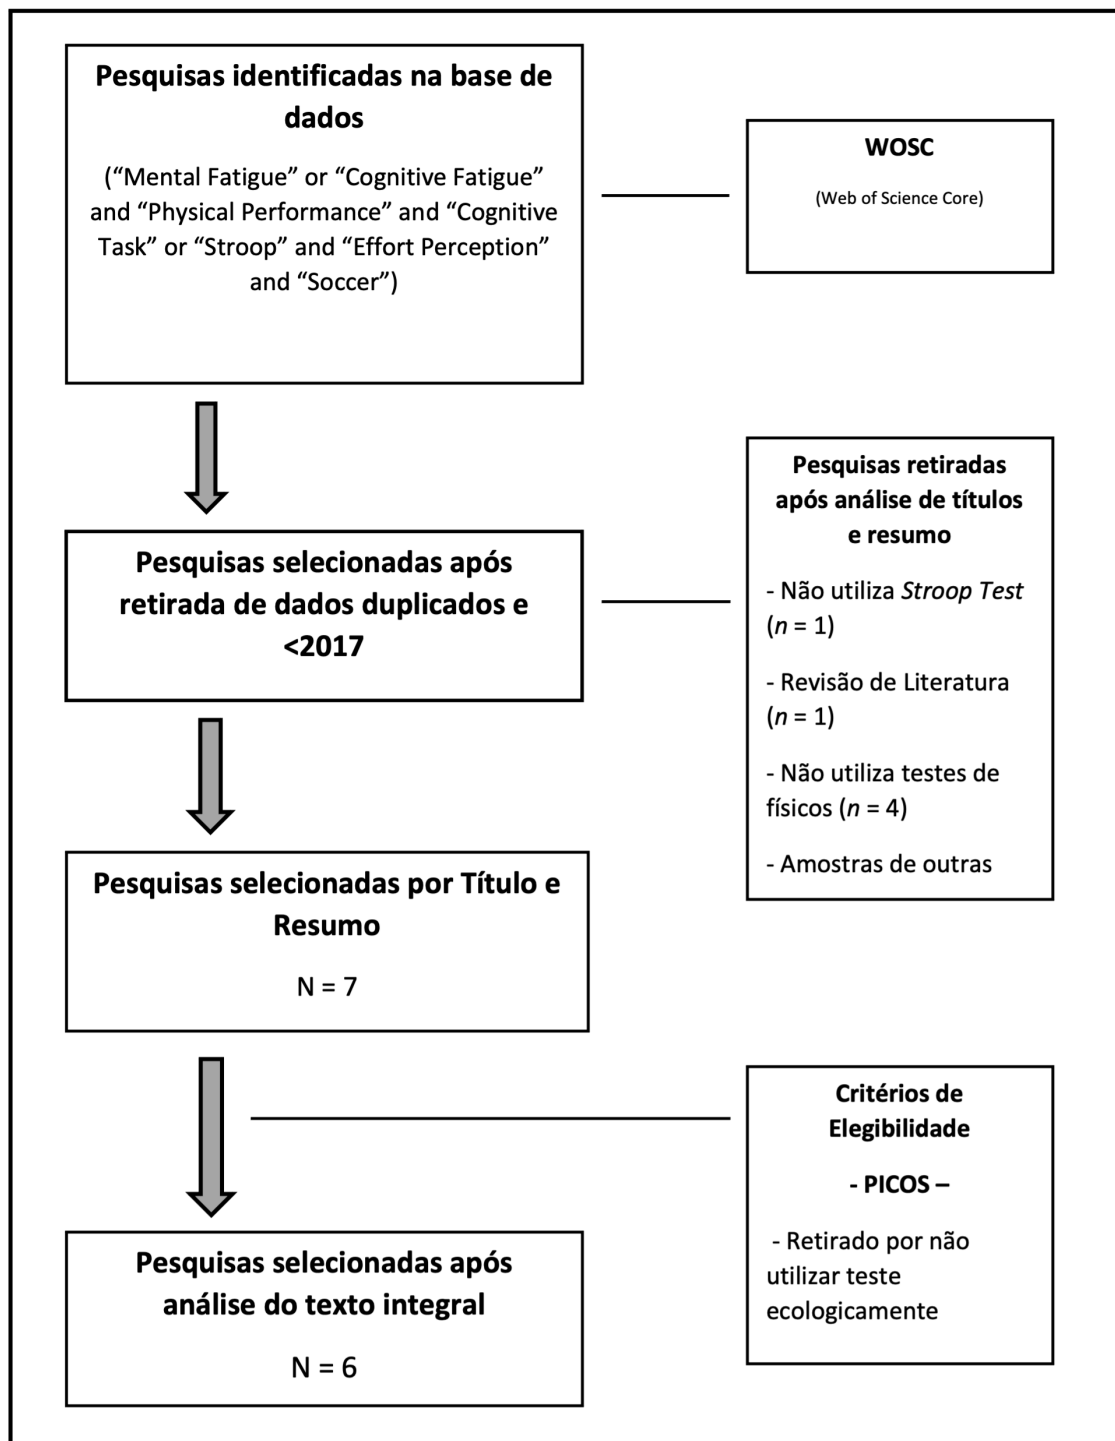 Pesquisas identificadas na base de
dados
(“Mental Fatigue” or “Cognitive Fatigue”
and “Physical Performance” and “Cognitive
Task” or “Stroop” and “Effort Perception”
and “Soccer”)
WOSC
(Web of Science Core)
Pesquisas selecionadas após
retirada de dados duplicados e
<2017
Pesquisas retiradas
após análise de títulos
e resumo
- Não utiliza Stroop Test
(n = 1)
- Revisão de Literatura
(n = 1)
- Não utiliza testes de
físicos (n = 4)
- Amostras de outras
Pesquisas selecionadas por Título e
Resumo
N = 7
Critérios de
Elegibilidade
- PICOS –
- Retirado por não
utilizar teste
ecologicamente
Pesquisas selecionadas após
análise do texto integral
N = 6